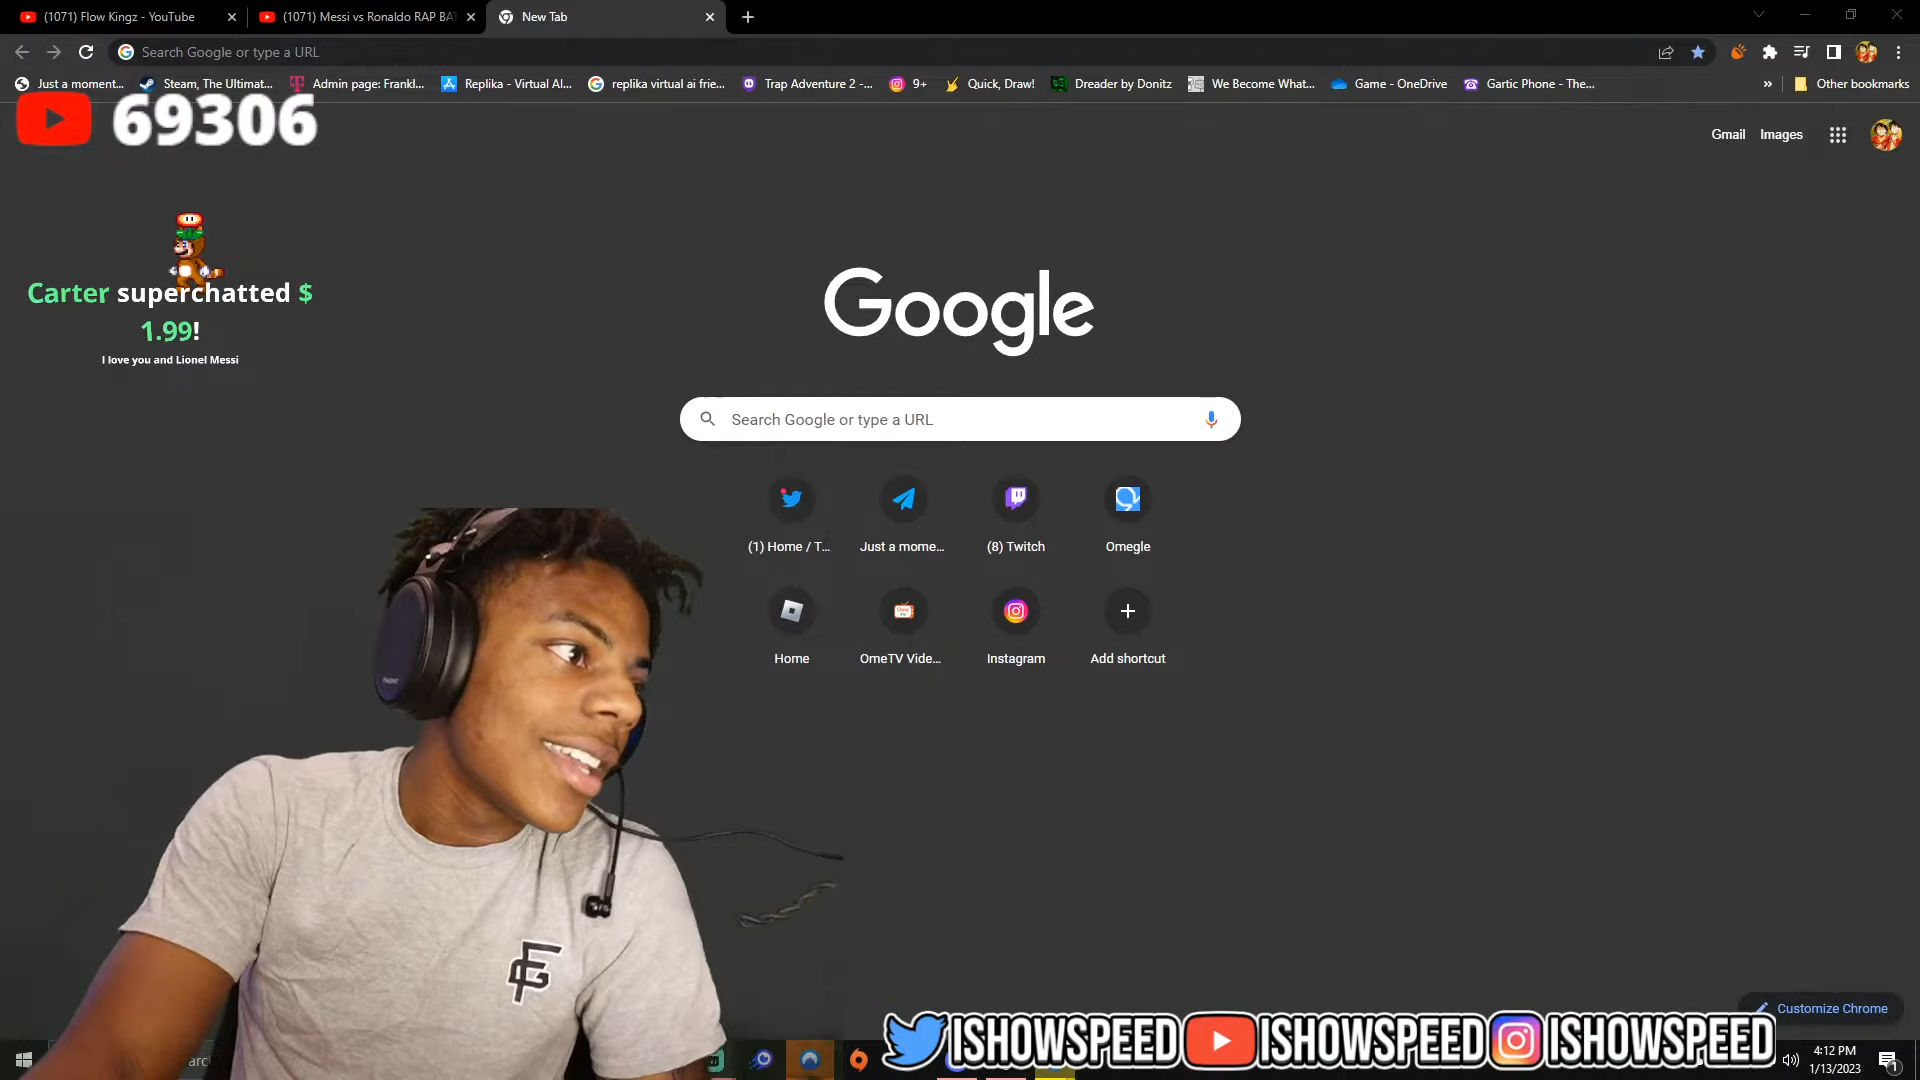 (1071) Flow Kingz - YouTube
(1071) Messi vs Ronaldo RAP BAT
New Tab
Search Google or type a URL
Just a moment...
Steam, The Ultimat...
Admin page: Frankl...
Replika - Virtual AI...
replika virtual ai frie...
Trap Adventure 2 -...
9+
Quick, Draw!
Dreader by Donitz
We Become What...
Game - OneDrive
Gartic Phone - The...
»
Other bookmarks
69306
Gmail
Images
Carter superchatted $
1.99!
I love you and Lionel Messi
Google
Search Google or type a URL
(1) Home / T...
Just a mome...
(8) Twitch
Omegle
Home
OmeTV Vide...
Instagram
Add shortcut
Customize Chrome
ISHOWSPEED
ISHOWSPEED
ISHOWSPEED
4:12 PM
1/13/2023
1